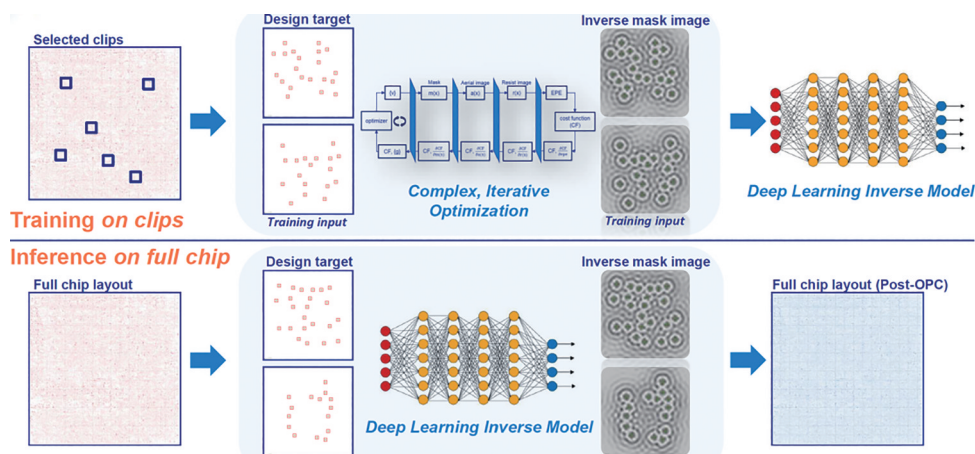 Selected clips
Design target
Inverse mask image
Mask
m(x)
Aerial image
a(x)
Resist image
r(x)
EPE
{v}
optimizer
cost function
(CF)
CF, {g}
Training input
Complex, Iterative
Optimization
Training input
Deep Learning Inverse Model
Training on clips
Inference on full chip
Full chip layout
Design target
Inverse mask image
Deep Learning Inverse Model
Full chip layout (Post-OPC)